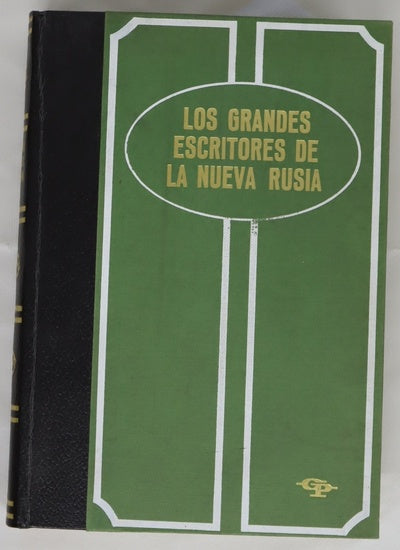 LOS GRANDES
ESCRITORES DE
LA NUEVA RUSIA
GP